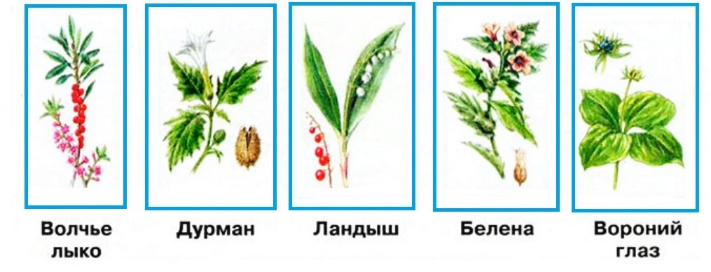 Волчье лыко
Дурман
Ландыш
Белена
Вороний глаз